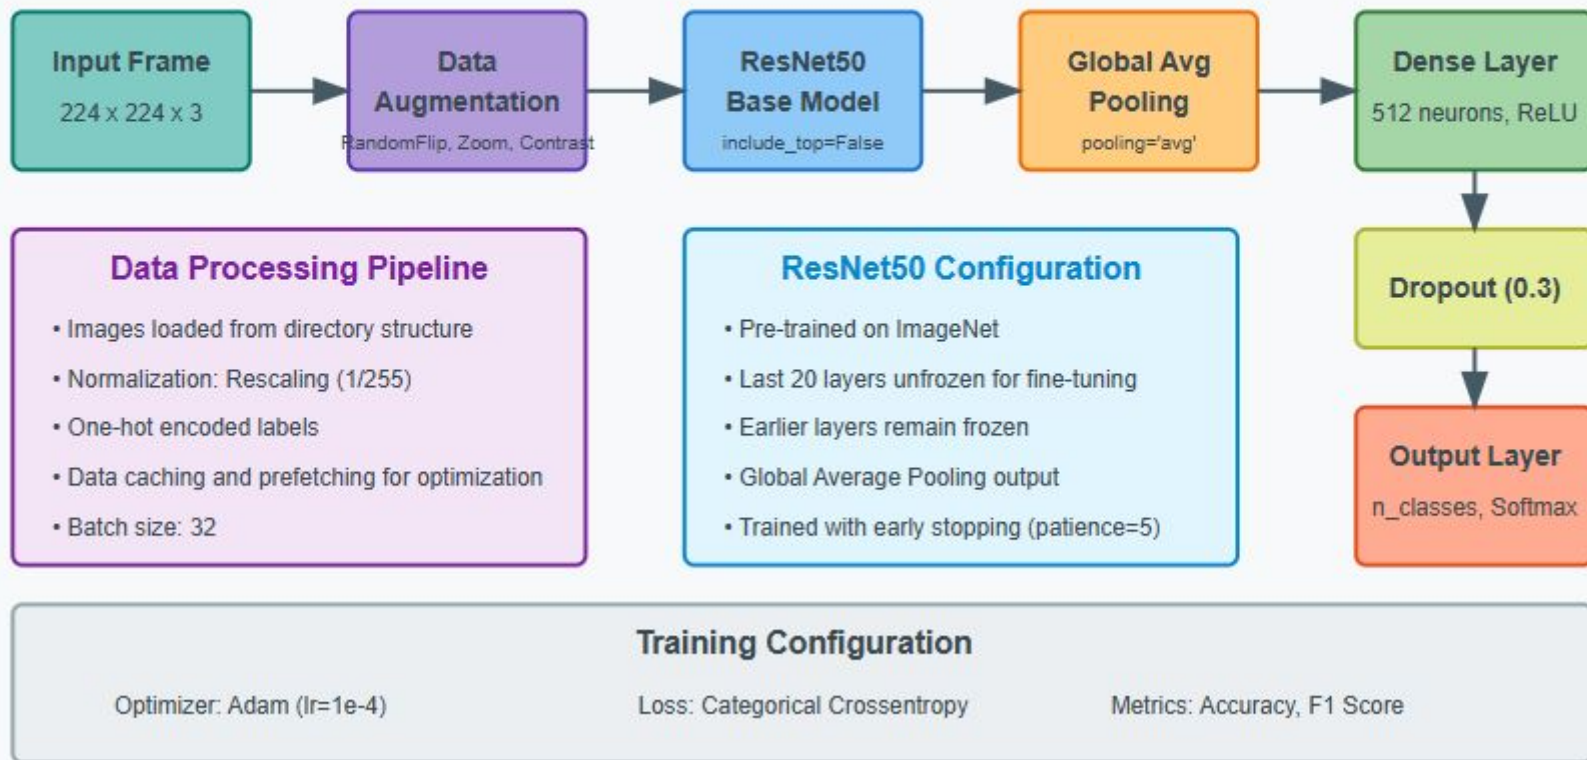 Input Frame
224 x 224 x 3
Data
Augmentation
RandomFlip, Zoom, Contrast
ResNet50
Base Model
include_top=False
Global Avg
Pooling
pooling='avg'
Dense Layer
512 neurons, ReLU
Data Processing Pipeline
• Images loaded from directory structure
• Normalization: Rescaling (1/255)
• One-hot encoded labels
• Data caching and prefetching for optimization
• Batch size: 32
ResNet50 Configuration
• Pre-trained on ImageNet
• Last 20 layers unfrozen for fine-tuning
• Earlier layers remain frozen
• Global Average Pooling output
• Trained with early stopping (patience=5)
Dropout (0.3)
Output Layer
n_classes, Softmax
Training Configuration
Optimizer: Adam (lr=1e-4)
Loss: Categorical Crossentropy
Metrics: Accuracy, F1 Score